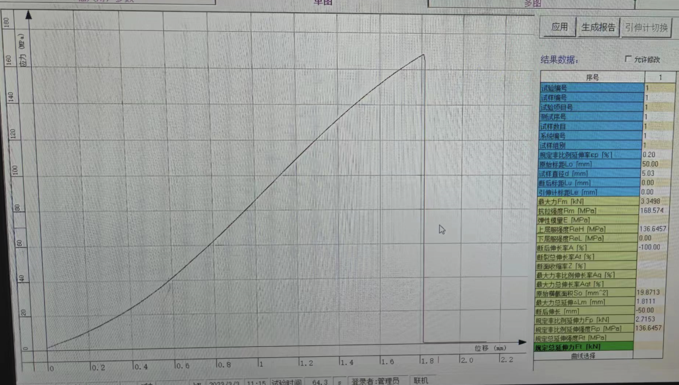 单图
应用 生成报告 引伸计切换
结果数据: 允许修改
序号 1
试验编号 1
试样编号 1
试验项目号 1
测试序号 1
试样数目 1
系统编号 1
试样组别 1
规定非比例延伸率εp [%] 0.20
原始标距Lo [mm] 50.00
试样直径d [mm] 5.03
断后标距Lu [mm] 0.00
引伸计标距Le [mm] 0.00
最大力Fm [kN] 3.3498
抗拉强度Rm [MPa] 168.574
弹性模量E [MPa]
上屈服强度ReH [MPa] 136.6457
下屈服强度ReL [MPa] 0.00
断后伸长率A [%] -100.00
断裂总伸长率At [%]
断面收缩率Z [%]
最大力非比例伸长率Ag [%]
最大力总伸长率Agt [%]
原始横截面积So [mm^2] 19.8713
最大力总延伸△Lm [mm] 1.8111
断后伸长 [mm] -50.00
规定非比例延伸力Fp [kN] 2.7153
规定非比例延伸强度Rp [MPa] 136.6457
规定总延伸强度Rt [MPa]
规定总延伸力Ft [kN]
曲线选择
应力 (MPa)
180
160
140
120
100
80
60
40
20
0
位移 (mm)
0 0.2 0.4 0.6 0.8 1 1.2 1.4 1.6 1.8 2.0 2.2
11:15 试验时间 64.3 s 登录者:管理员 联机